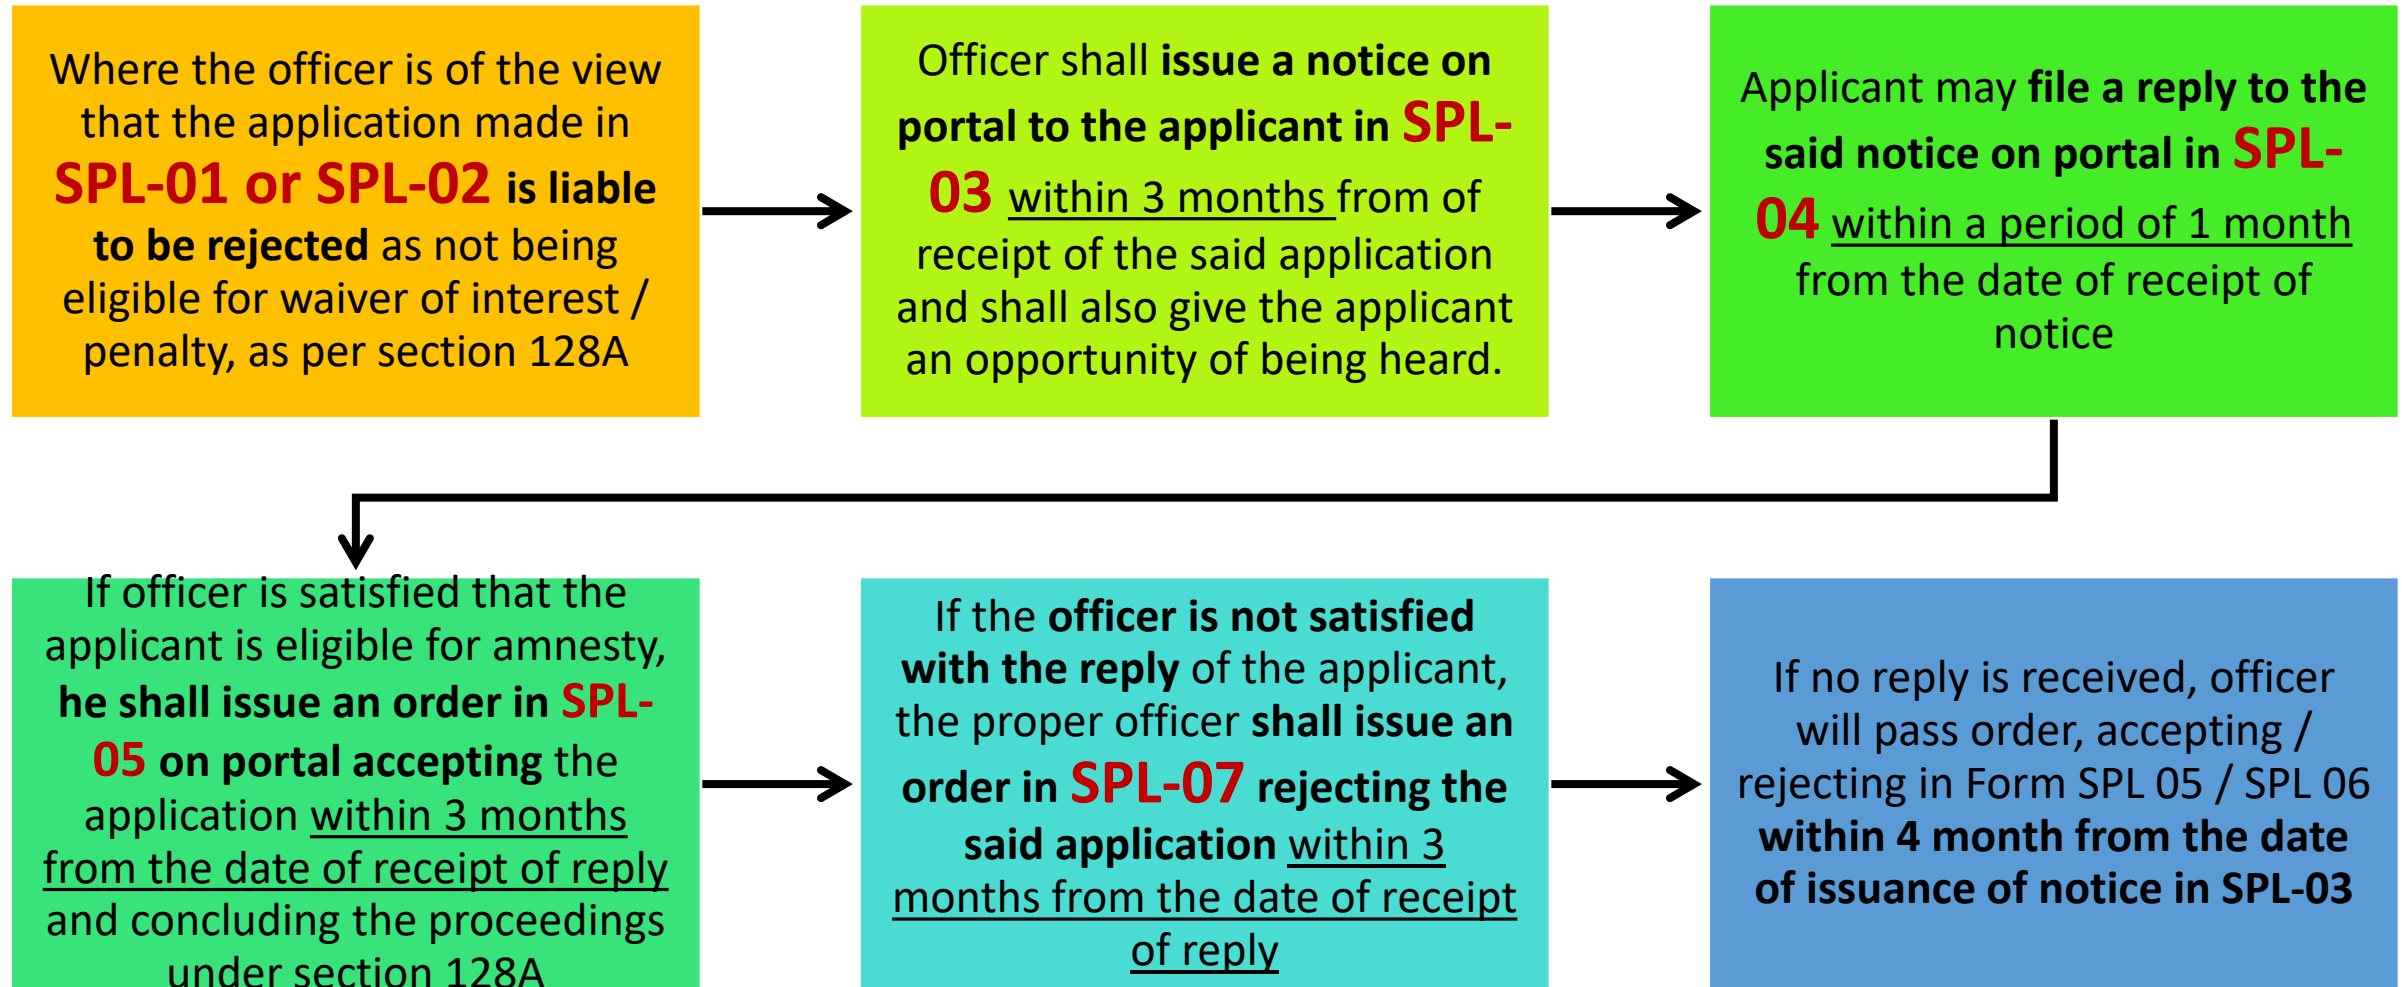 Where the officer is of the view
that the application made in
SPL-01 or SPL-02 is liable
to be rejected as not being
eligible for waiver of interest /
penalty, as per section 128A
Officer shall issue a notice on
portal to the applicant in SPL-
03 within 3 months from of
receipt of the said application
and shall also give the applicant
an opportunity of being heard.
Applicant may file a reply to the
said notice on portal in SPL-
04 within a period of 1 month
from the date of receipt of
notice
If officer is satisfied that the
applicant is eligible for amnesty,
he shall issue an order in SPL-
05 on portal accepting the
application within 3 months
from the date of receipt of reply
and concluding the proceedings
under section 128A
If the officer is not satisfied
with the reply of the applicant,
the proper officer shall issue an
order in SPL-07 rejecting the
said application within 3
months from the date of receipt
of reply
If no reply is received, officer
will pass order, accepting /
rejecting in Form SPL 05 / SPL 06
within 4 month from the date
of issuance of notice in SPL-03